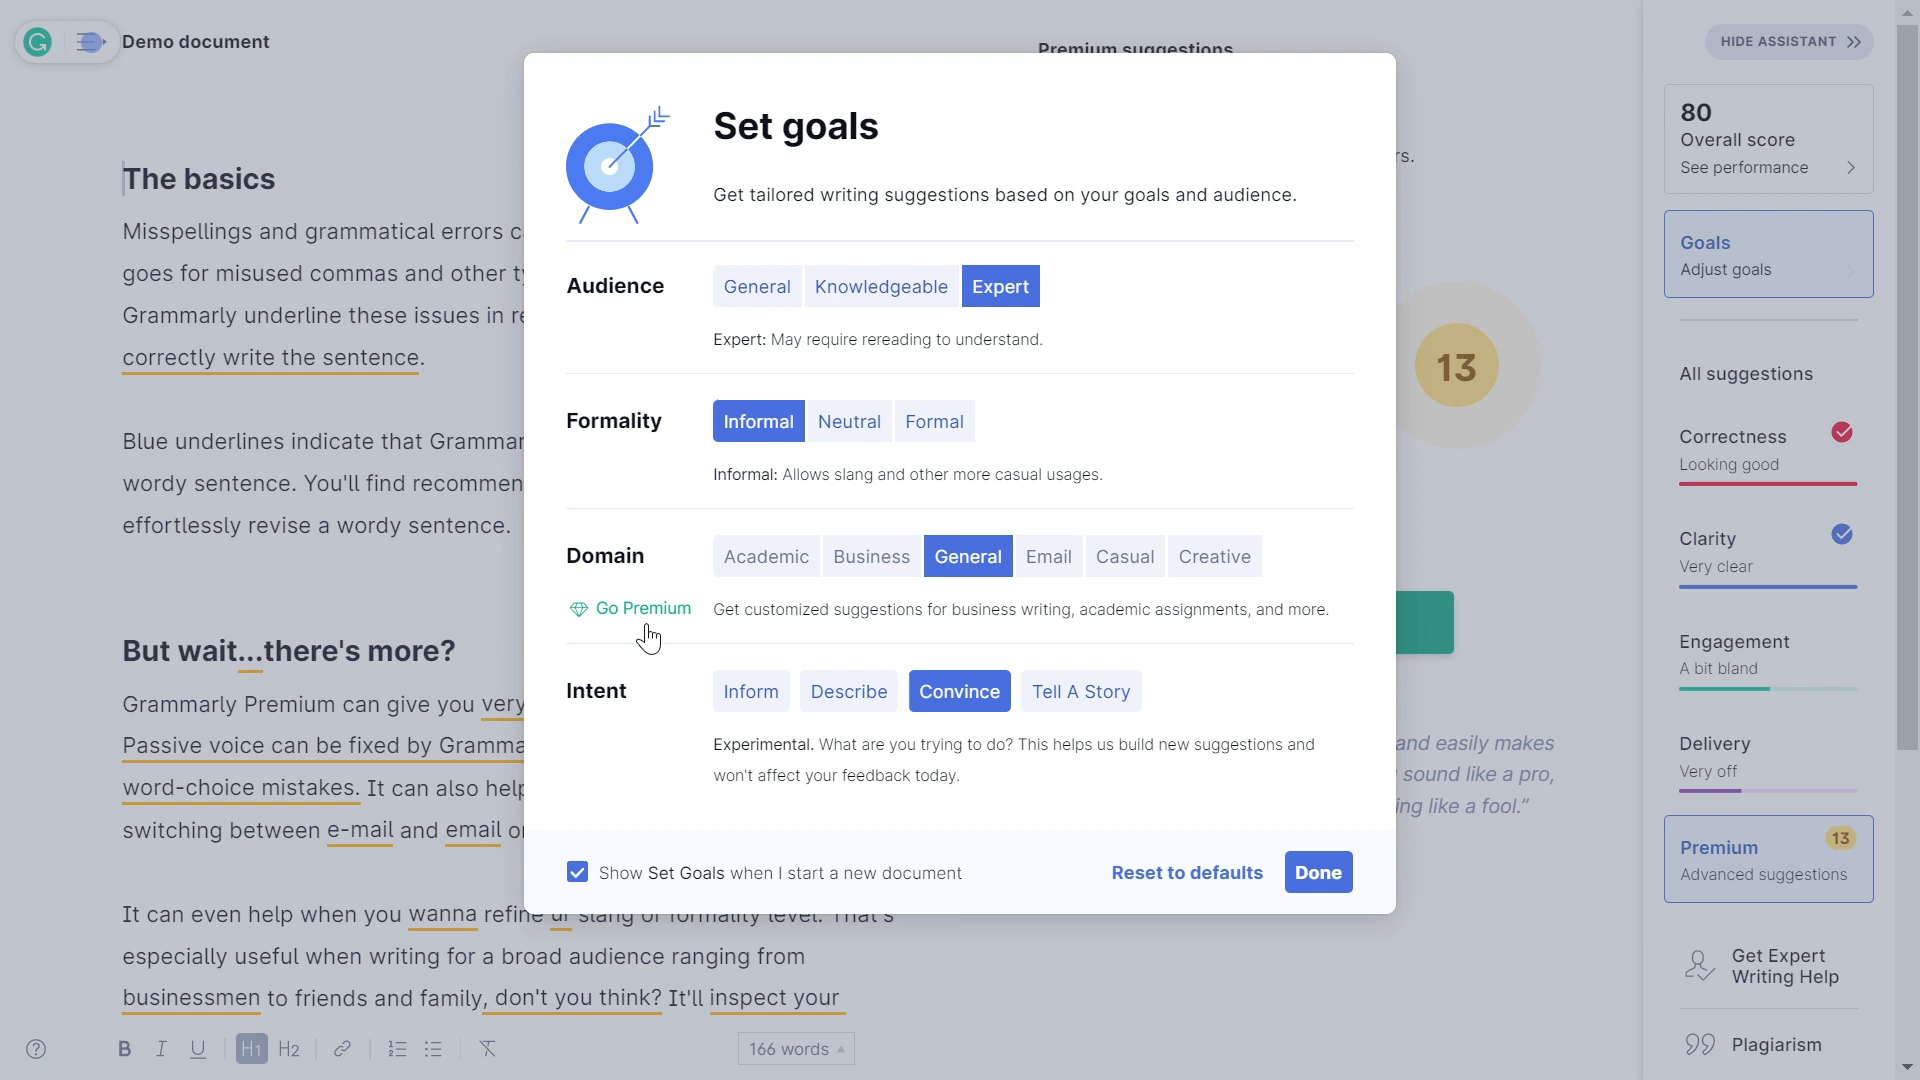 Demo document
Premium suggestions
HIDE ASSISTANT
The basics
Misspellings and grammatical errors
goes for misused commas and other
Grammarly underline these issues in
correctly write the sentence.
Blue underlines indicate that
wordy sentence. You'll find
effortlessly revise a wordy sentence.
But wait...there's more?
Grammarly Premium can give you very
Passive voice can be fixed by
word-choice mistakes. It can also help
switching between e-mail and email
It can even help when you wanna refine ur slang or formality level. That's
especially useful when writing for a broad audience ranging from
businessmen to friends and family, don't you think? It'll inspect your
B I U H1 H2
166 words
Set goals
Get tailored writing suggestions based on your goals and audience.
Audience General Knowledgeable Expert
Expert: May require rereading to understand.
Formality Informal Neutral Formal
Informal: Allows slang and other more casual usages.
Domain Academic Business General Email Casual Creative
Go Premium Get customized suggestions for business writing, academic assignments, and more.
Intent Inform Describe Convince Tell A Story
Experimental. What are you trying to do? This helps us build new suggestions and
won't affect your feedback today.
Show Set Goals when I start a new document
Reset to defaults Done
13
and easily makes
sound like a pro,
like a fool.”
80
Overall score
See performance
Goals
Adjust goals
All suggestions
Correctness
Looking good
Clarity
Very clear
Engagement
A bit bland
Delivery
Very off
Premium 13
Advanced suggestions
Get Expert
Writing Help
Plagiarism